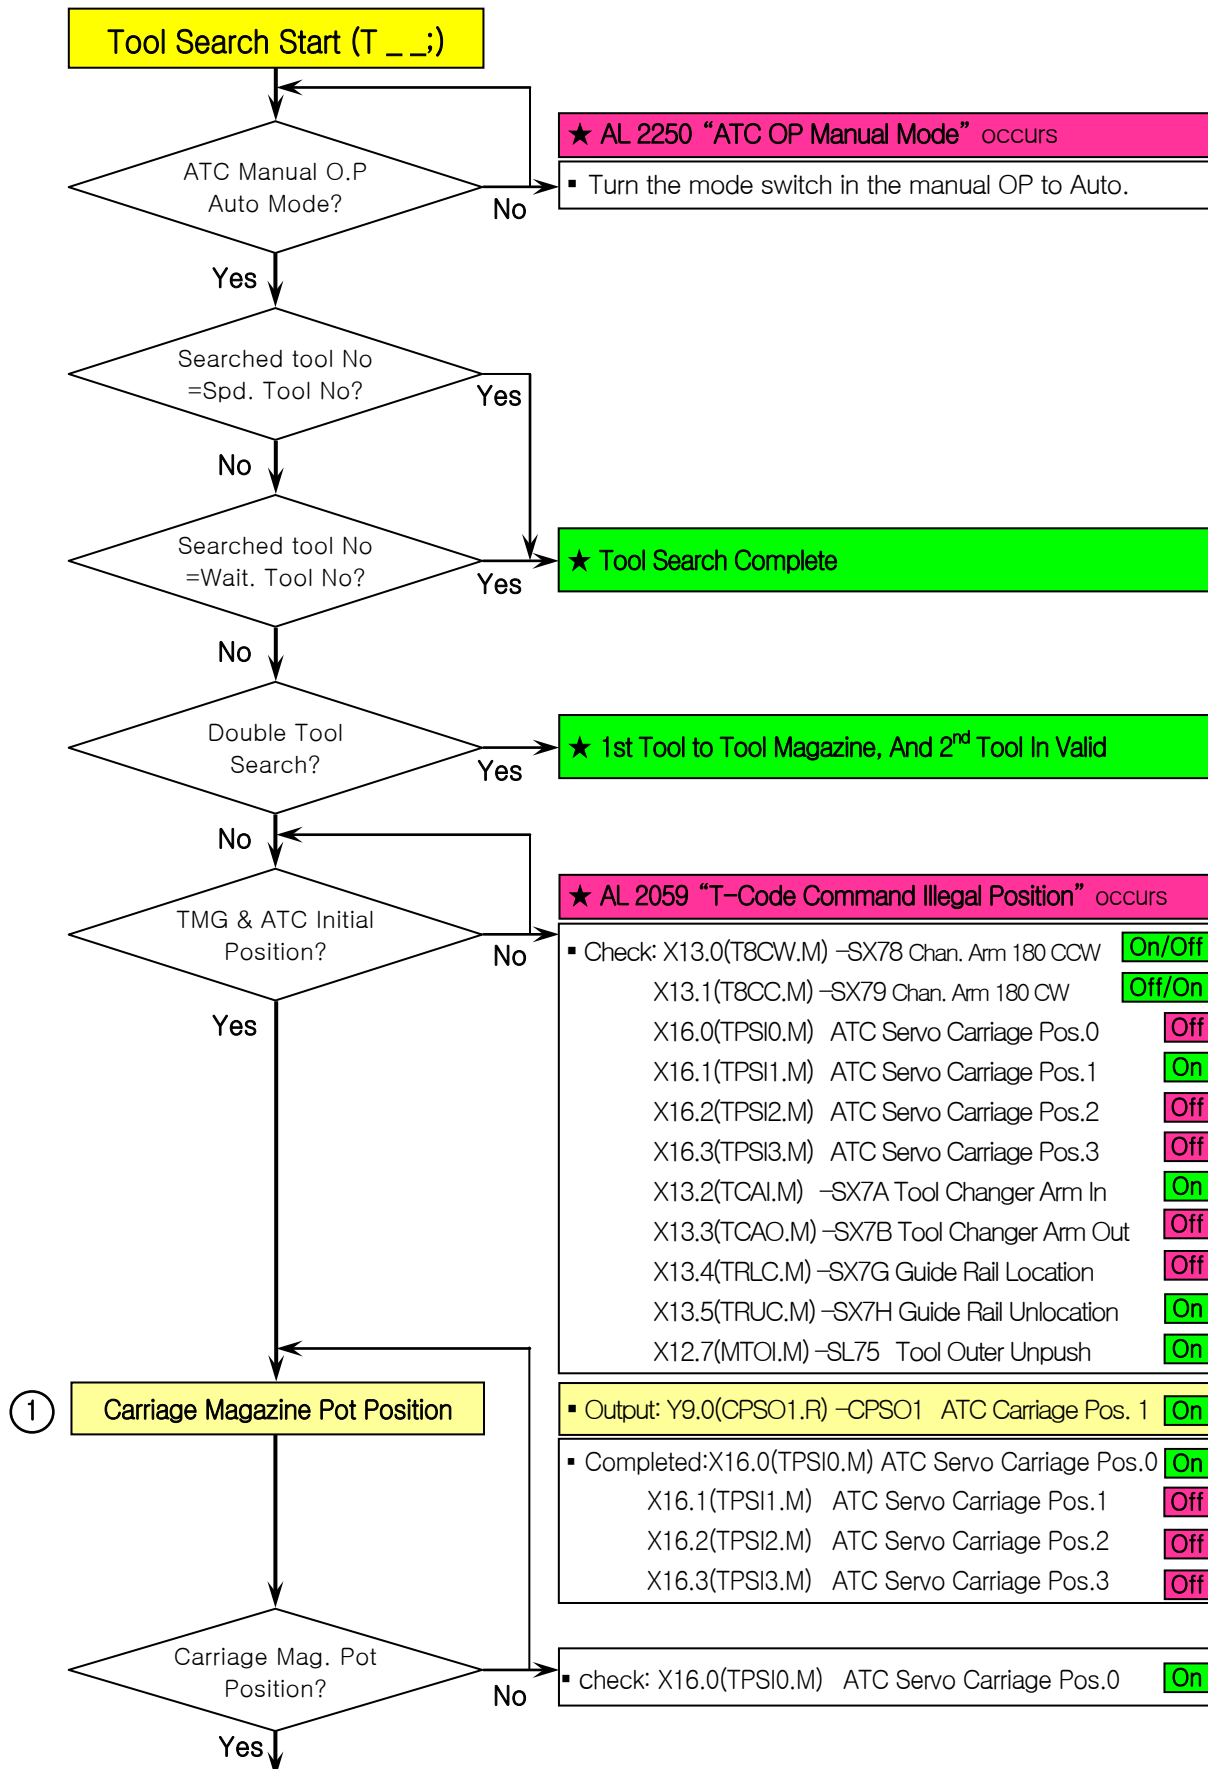 Tool Search Start (T _ _;)
★ AL 2250 “ATC OP Manual Mode” occurs
ATC Manual O.P
Auto Mode?
▪ Turn the mode switch in the manual OP to Auto.
No
Yes
Searched tool No
=Spd. Tool No?
Yes
No
Searched tool No
=Wait. Tool No?
★ Tool Search Complete
Yes
No
Double Tool
Search?
★ 1st Tool to Tool Magazine, And 2nd Tool In Valid
Yes
No
★ AL 2059 “T-Code Command Illegal Position” occurs
TMG & ATC Initial
Position?
No
Yes
▪ Check: X13.0(T8CW.M) -SX78 Chan. Arm 180 CCW On/Off
X13.1(T8CC.M) -SX79 Chan. Arm 180 CW Off/On
X16.0(TPSI0.M) ATC Servo Carriage Pos.0 Off
X16.1(TPSI1.M) ATC Servo Carriage Pos.1 On
X16.2(TPSI2.M) ATC Servo Carriage Pos.2 Off
X16.3(TPSI3.M) ATC Servo Carriage Pos.3 Off
X13.2(TCAI.M) -SX7A Tool Changer Arm In On
X13.3(TCAO.M) -SX7B Tool Changer Arm Out Off
X13.4(TRLC.M) -SX7G Guide Rail Location Off
X13.5(TRUC.M) -SX7H Guide Rail Unlocation On
X12.7(MTOI.M) -SL75 Tool Outer Unpush On
1 Carriage Magazine Pot Position
▪ Output: Y9.0(CPSO1.R) -CPSO1 ATC Carriage Pos. 1 On
▪ Completed:X16.0(TPSI0.M) ATC Servo Carriage Pos.0 On
X16.1(TPSI1.M) ATC Servo Carriage Pos.1 Off
X16.2(TPSI2.M) ATC Servo Carriage Pos.2 Off
X16.3(TPSI3.M) ATC Servo Carriage Pos.3 Off
Carriage Mag. Pot
Position?
No
▪ check: X16.0(TPSI0.M) ATC Servo Carriage Pos.0 On
Yes